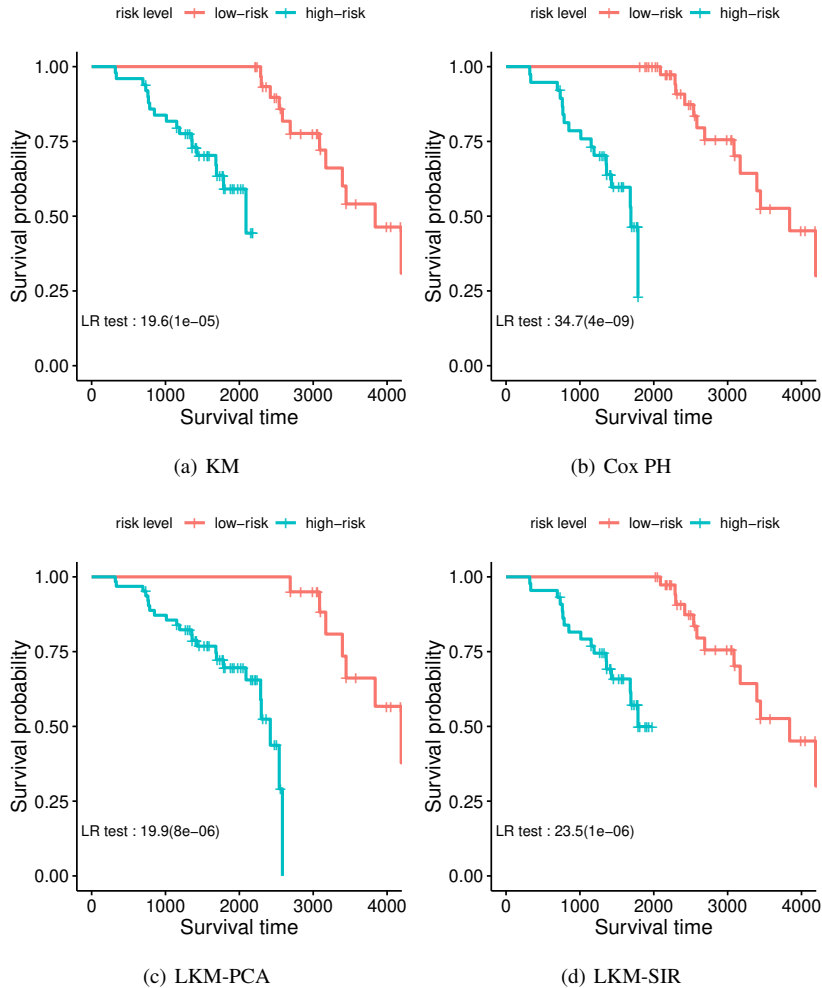 risk level low−risk high−risk
risk level low−risk high−risk
1.00
0.75
0.50
0.25
0.00
Survival probability
LR test : 19.6(1e−05)
0 1000 2000 3000 4000
Survival time
1.00
0.75
0.50
0.25
0.00
Survival probability
LR test : 34.7(4e−09)
0 1000 2000 3000 4000
Survival time
(a) KM
(b) Cox PH
risk level low−risk high−risk
risk level low−risk high−risk
1.00
0.75
0.50
0.25
0.00
Survival probability
LR test : 19.9(8e−06)
0 1000 2000 3000 4000
Survival time
1.00
0.75
0.50
0.25
0.00
Survival probability
LR test : 23.5(1e−06)
0 1000 2000 3000 4000
Survival time
(c) LKM-PCA
(d) LKM-SIR